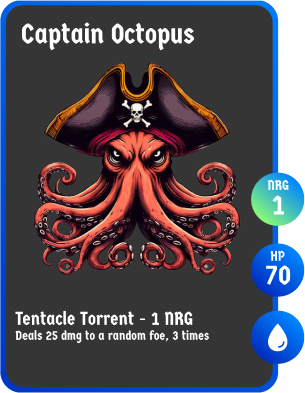 Captain Octopus
NRG
1
HP
70
Tentacle Torrent - 1 NRG
Deals 25 dmg to a random foe, 3 times